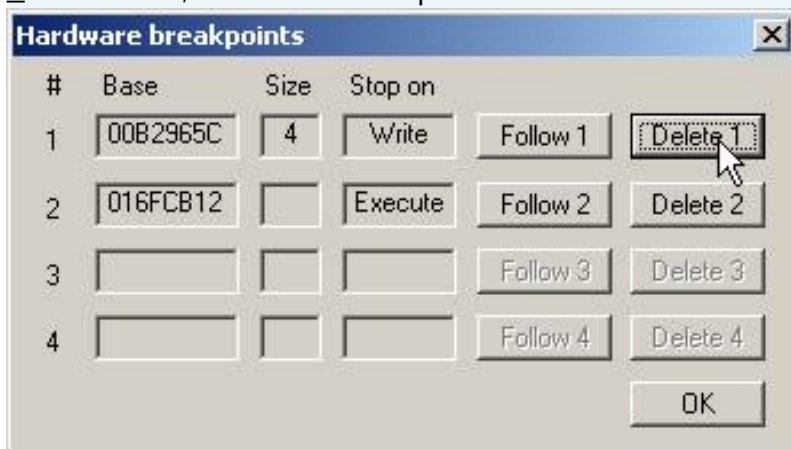 Hardware breakpoints
# Base Size Stop on
1 00B2965C 4 Write Follow 1 Delete 1
2 016FCB12 Execute Follow 2 Delete 2
3 Follow 3 Delete 3
4 Follow 4 Delete 4
OK